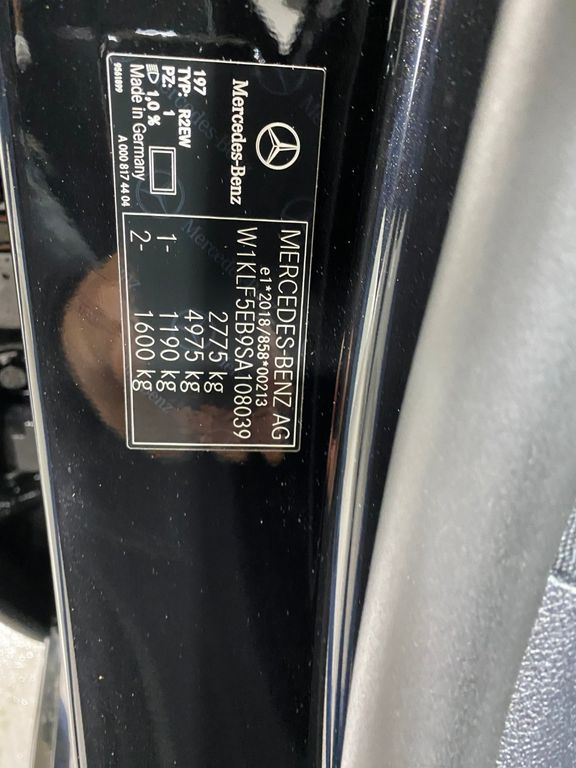 Mercedes-Benz
197
TYP: R2EW
PZ: 1
1,0 %
Made in Germany
9561899
A 000 817 44 04
MERCEDES-BENZ AG
e1*2018/858*00213
W1KLF5EB9SA108039
2775 kg
4975 kg
1- 1190 kg
2- 1600 kg